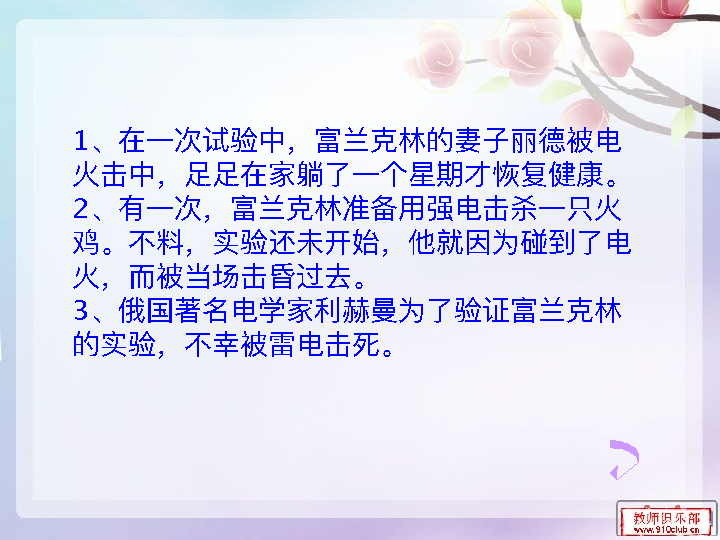 1、在一次试验中，富兰克林的妻子丽德被电
火击中，足足在家躺了一个星期才恢复健康。
2、有一次，富兰克林准备用强电击杀一只火
鸡。不料，实验还未开始，他就因为碰到了电
火，而被当场击昏过去。
3、俄国著名电学家利赫曼为了验证富兰克林
的实验，不幸被雷电击死。
教师俱乐部
www.910club.cn